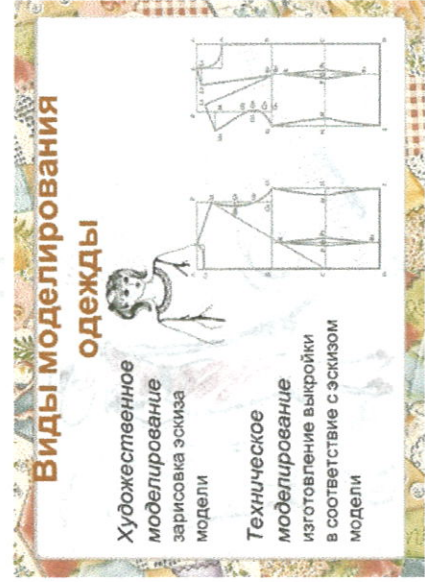 Виды моделирования
одежды
Художественное
моделирование
зарисовка эскиза
модели
Техническое
моделирование
изготовление выкройки
в соответствие с эскизом
модели